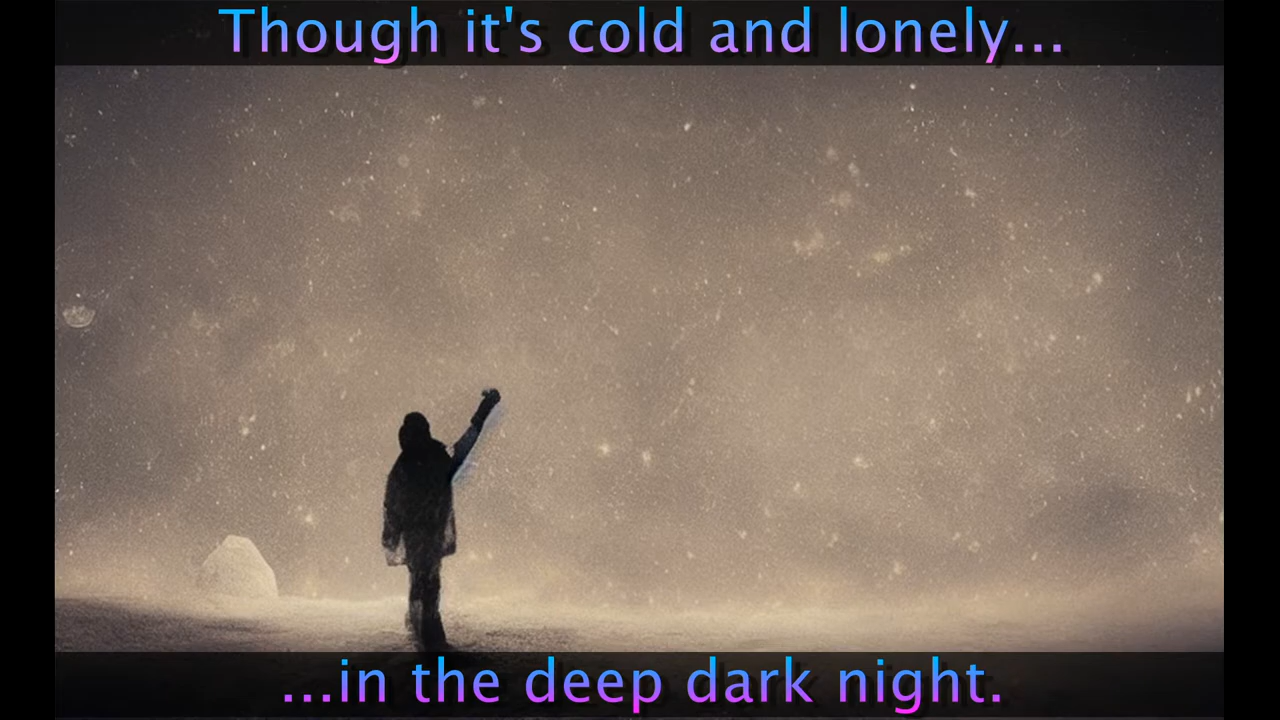 Though it's cold and lonely...
...in the deep dark night.